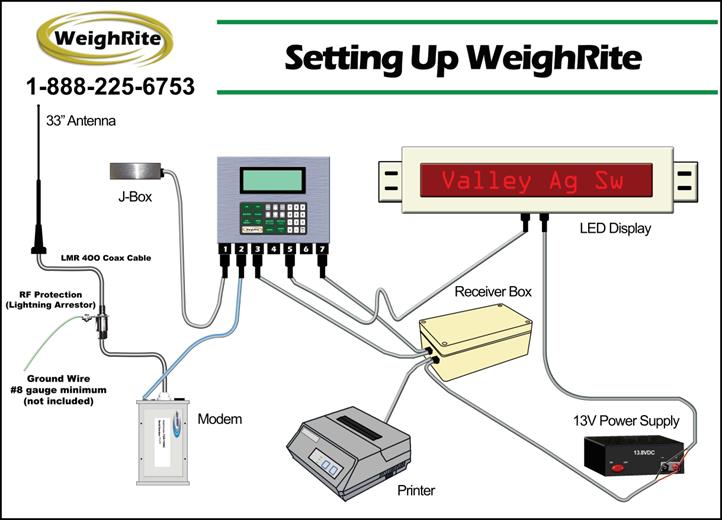 WeighRite
1-888-225-6753
Setting Up WeighRite
33" Antenna
J-Box
WeighRite
1 2 3 4 5 6 7
Valley Ag Sw
LED Display
LMR 400 Coax Cable
RF Protection
(Lightning Arrestor)
Receiver Box
Ground Wire
#8 gauge minimum
(not included)
Modem
Printer
13V Power Supply
13.8VDC